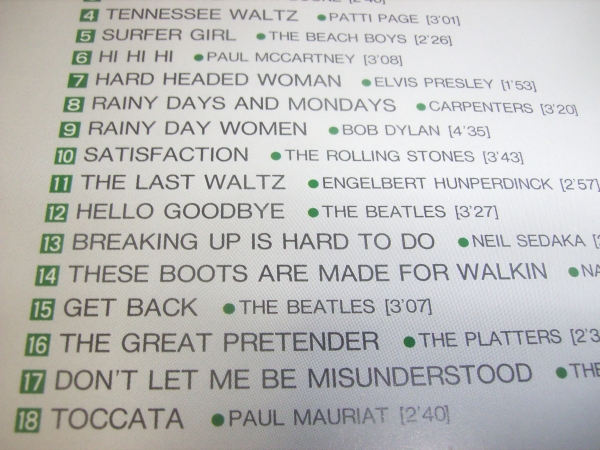 4 TENNESSEE WALTZ ●PATTI PAGE [3'01]
5 SURFER GIRL ●THE BEACH BOYS [2'26]
6 HI HI HI ●PAUL MCCARTNEY [3'08]
7 HARD HEADED WOMAN ●ELVIS PRESLEY [1'53]
8 RAINY DAYS AND MONDAYS ●CARPENTERS [3'20]
9 RAINY DAY WOMEN ●BOB DYLAN [4'35]
10 SATISFACTION ●THE ROLLING STONES [3'43]
11 THE LAST WALTZ ●ENGELBERT HUNPERDINCK [2'57]
12 HELLO GOODBYE ●THE BEATLES [3'27]
13 BREAKING UP IS HARD TO DO ●NEIL SEDAKA
14 THESE BOOTS ARE MADE FOR WALKIN ●NA
15 GET BACK ●THE BEATLES [3'07]
16 THE GREAT PRETENDER ●THE PLATTERS [2'3
17 DON'T LET ME BE MISUNDERSTOOD ●THE
18 TOCCATA ●PAUL MAURIAT [2'40]